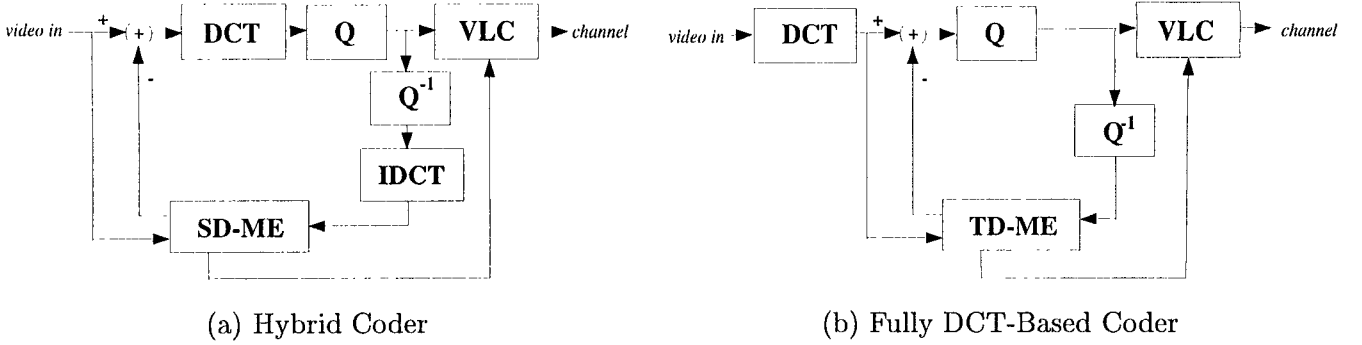 video in + (+) DCT Q VLC channel
-
Q-1
IDCT
SD-ME
(a) Hybrid Coder
video in DCT + (+) Q VLC channel
-
Q-1
TD-ME
(b) Fully DCT-Based Coder